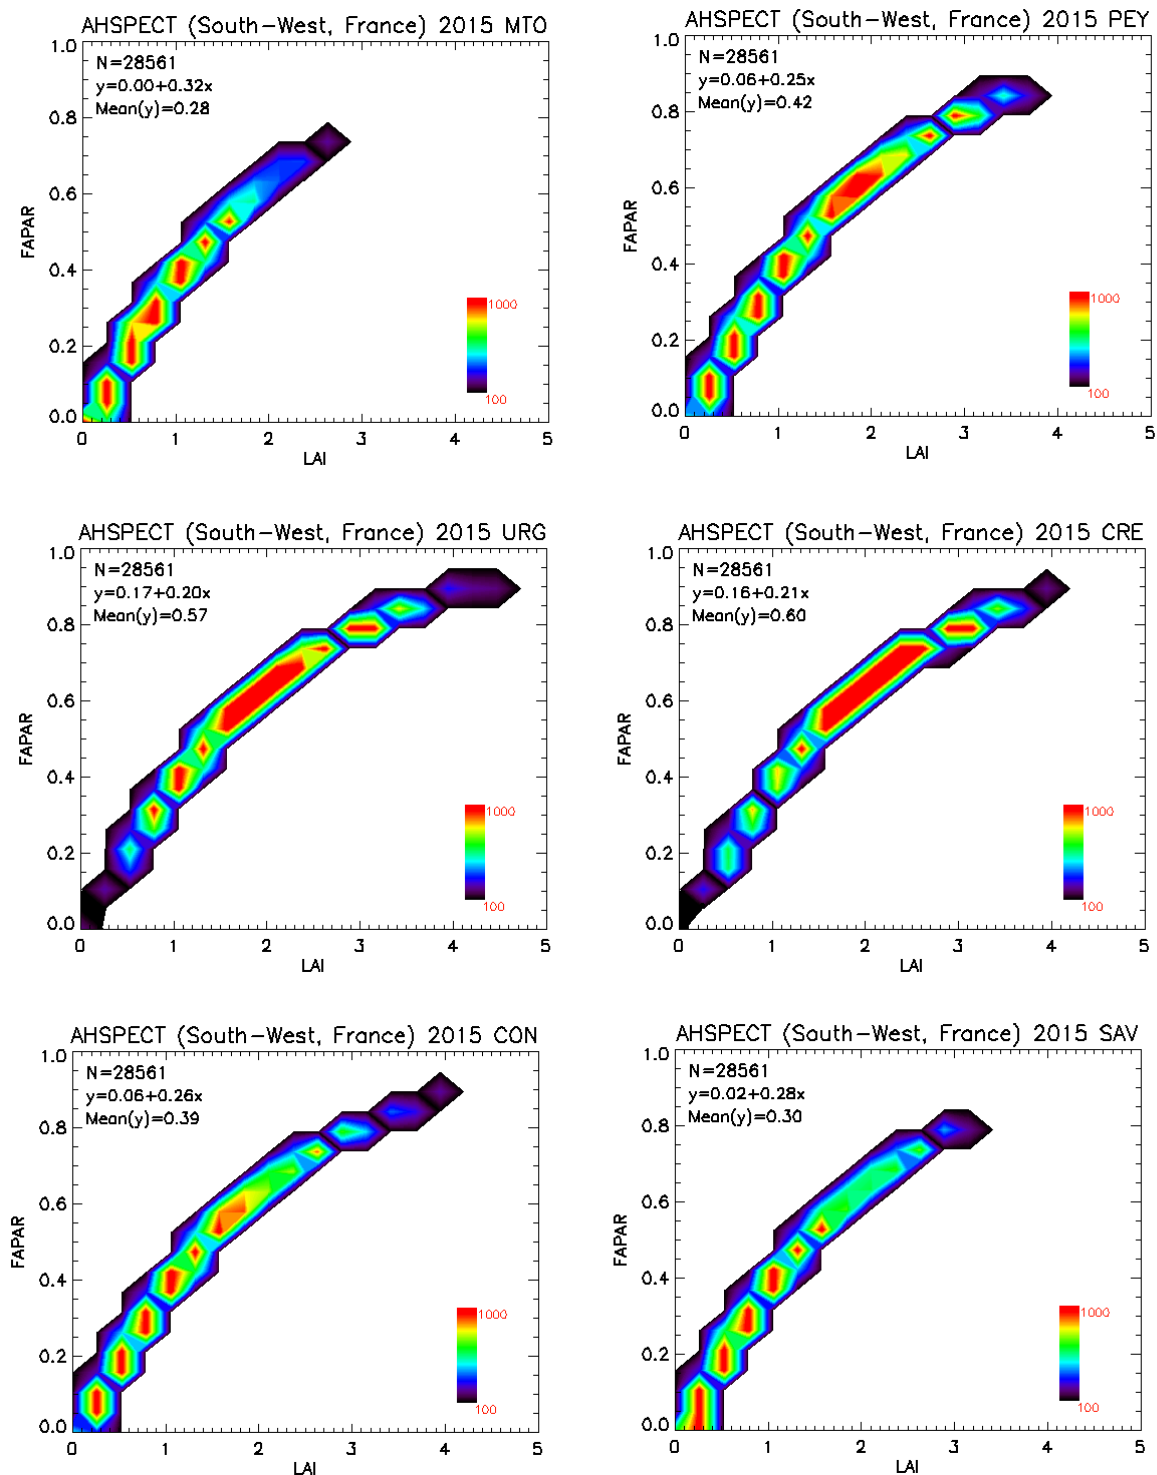 AHSPECT (South-West, France) 2015 MTO
N=28561
y=0.00+0.32x
Mean(y)=0.28
1.0
0.8
0.6
0.4
0.2
0.0
FAPAR
1000
100
0 1 2 3 4 5
LAI
AHSPECT (South-West, France) 2015 PEY
N=28561
y=0.06+0.25x
Mean(y)=0.42
1.0
0.8
0.6
0.4
0.2
0.0
FAPAR
1000
100
0 1 2 3 4 5
LAI
AHSPECT (South-West, France) 2015 URG
N=28561
y=0.17+0.20x
Mean(y)=0.57
1.0
0.8
0.6
0.4
0.2
0.0
FAPAR
1000
100
0 1 2 3 4 5
LAI
AHSPECT (South-West, France) 2015 CRE
N=28561
y=0.16+0.21x
Mean(y)=0.60
1.0
0.8
0.6
0.4
0.2
0.0
FAPAR
1000
100
0 1 2 3 4 5
LAI
AHSPECT (South-West, France) 2015 CON
N=28561
y=0.06+0.26x
Mean(y)=0.39
1.0
0.8
0.6
0.4
0.2
0.0
FAPAR
1000
100
0 1 2 3 4 5
LAI
AHSPECT (South-West, France) 2015 SAV
N=28561
y=0.02+0.28x
Mean(y)=0.30
1.0
0.8
0.6
0.4
0.2
0.0
FAPAR
1000
100
0 1 2 3 4 5
LAI